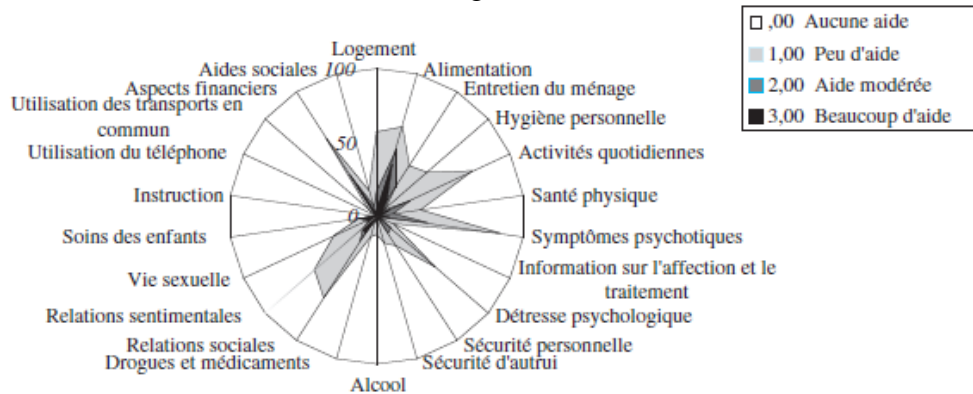 ,00 Aucune aide
1,00 Peu d'aide
2,00 Aide modérée
3,00 Beaucoup d'aide
Logement
Aides sociales 100 Alimentation
Aspects financiers Entretien du ménage
Utilisation des transports en
commun
Hygiène personnelle
50
Utilisation du téléphone Activités quotidiennes
Instruction Santé physique
0
Soins des enfants Symptômes psychotiques
Vie sexuelle Information sur l'affection et le
traitement
Relations sentimentales Détresse psychologique
Relations sociales Sécurité personnelle
Drogues et médicaments Sécurité d'autrui
Alcool